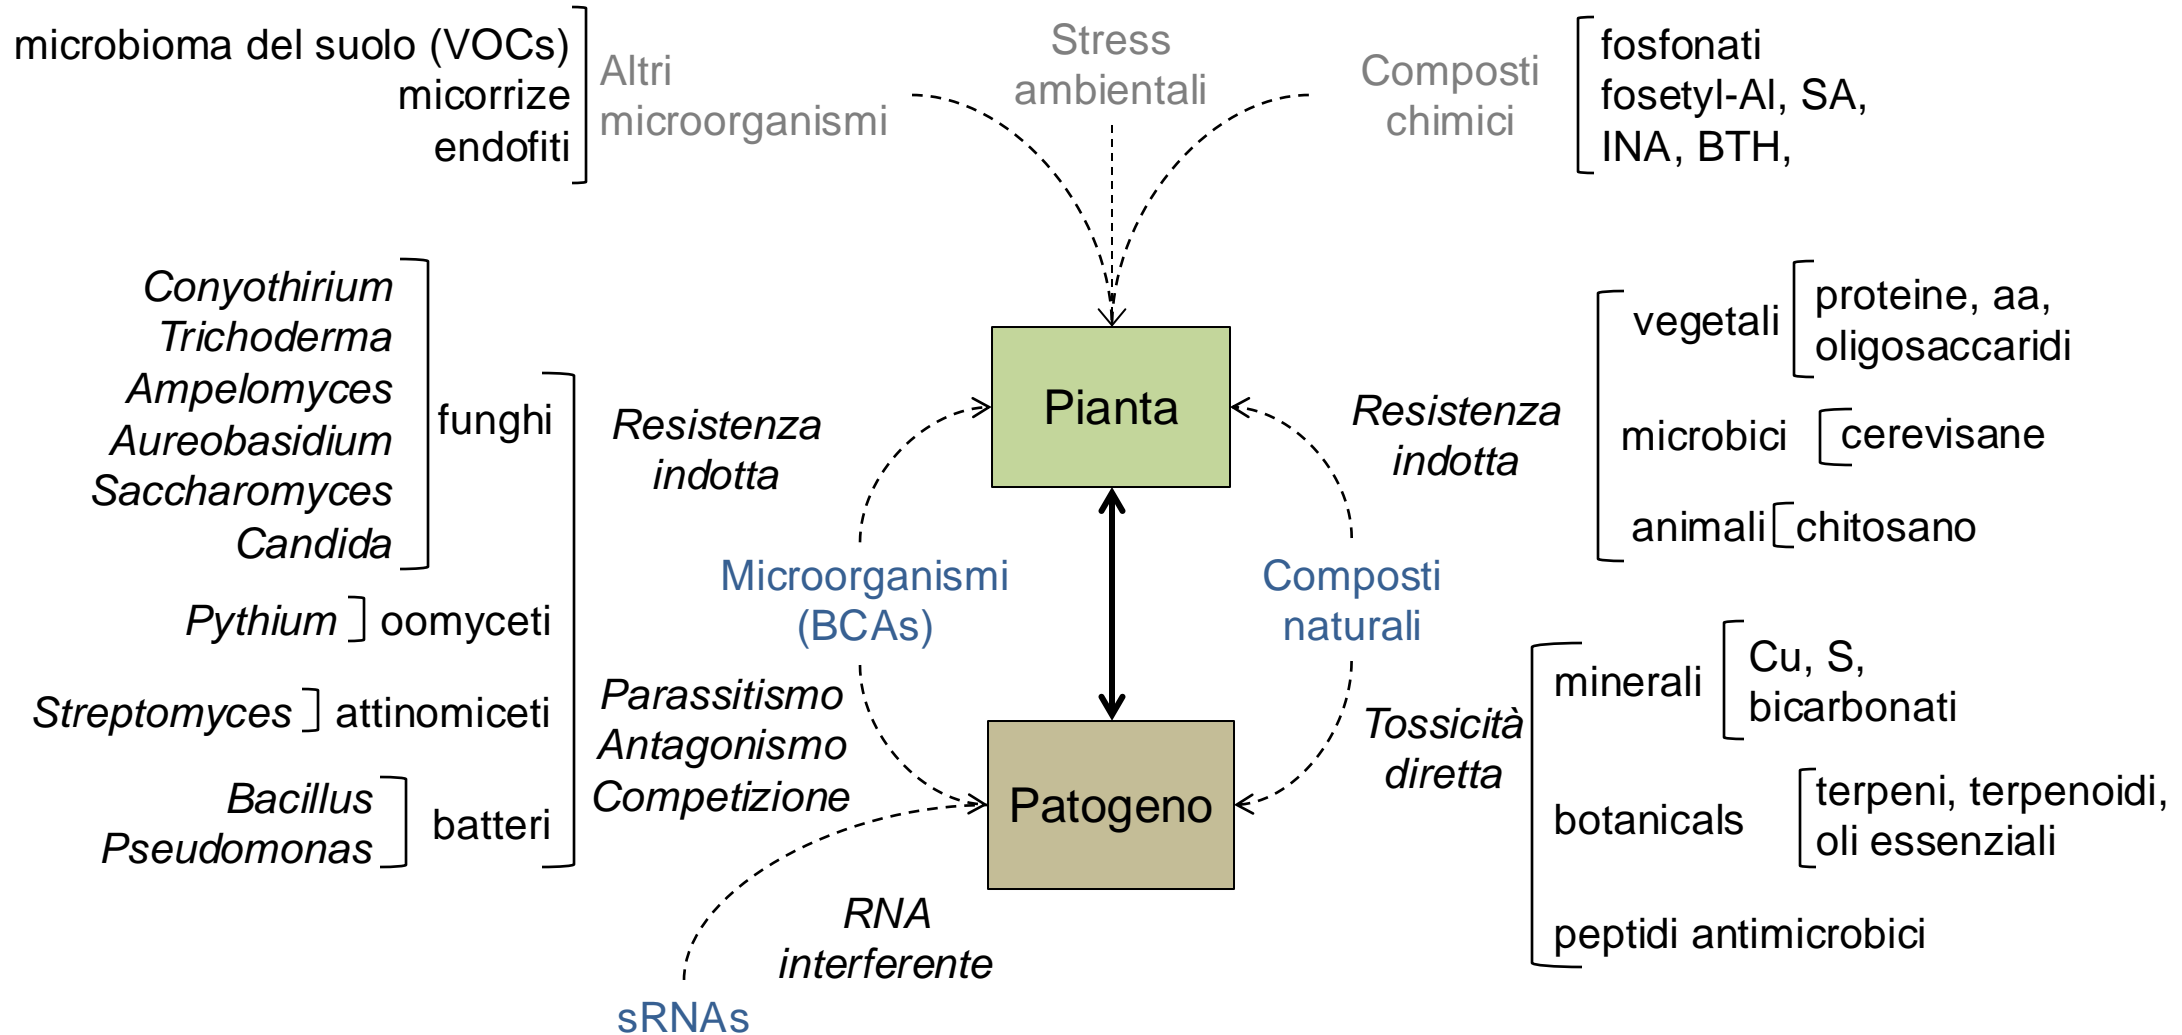 microbioma del suolo (VOCs)
micorrize
endofiti
Altri
microorganismi
Stress
ambientali
Composti
chimici
fosfonati
fosetyl-Al, SA,
INA, BTH,
Conyothirium
Trichoderma
Ampelomyces
Aureobasidium
Saccharomyces
Candida
funghi
Pythium
oomyceti
Streptomyces
attinomiceti
Bacillus
Pseudomonas
batteri
Resistenza
indotta
Microorganismi
(BCAs)
Parassitismo
Antagonismo
Competizione
RNA
interferente
sRNAs
Pianta
Patogeno
Composti
naturali
Resistenza
indotta
vegetali
proteine, aa,
oligosaccaridi
microbici
cerevisane
animali
chitosano
Tossicità
diretta
minerali
Cu, S,
bicarbonati
botanicals
terpeni, terpenoidi,
oli essenziali
peptidi antimicrobici